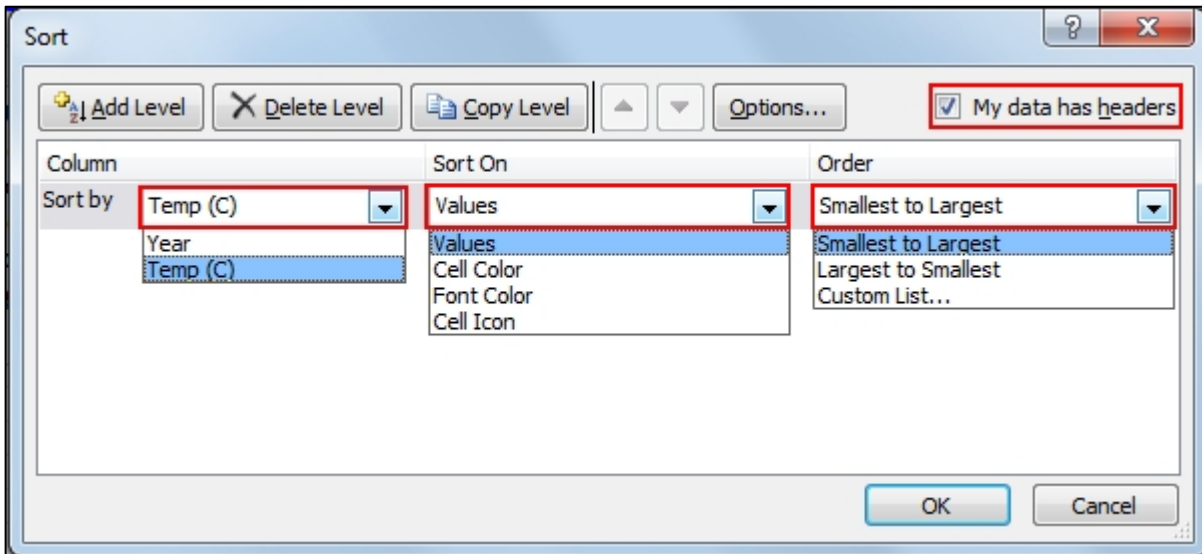 Sort
Add Level Delete Level Copy Level Options... My data has headers
Column Sort On Order
Sort by Temp (C) Values Smallest to Largest
Year Values Smallest to Largest
Temp (C) Cell Color Largest to Smallest
Font Color Custom List...
Cell Icon
OK Cancel